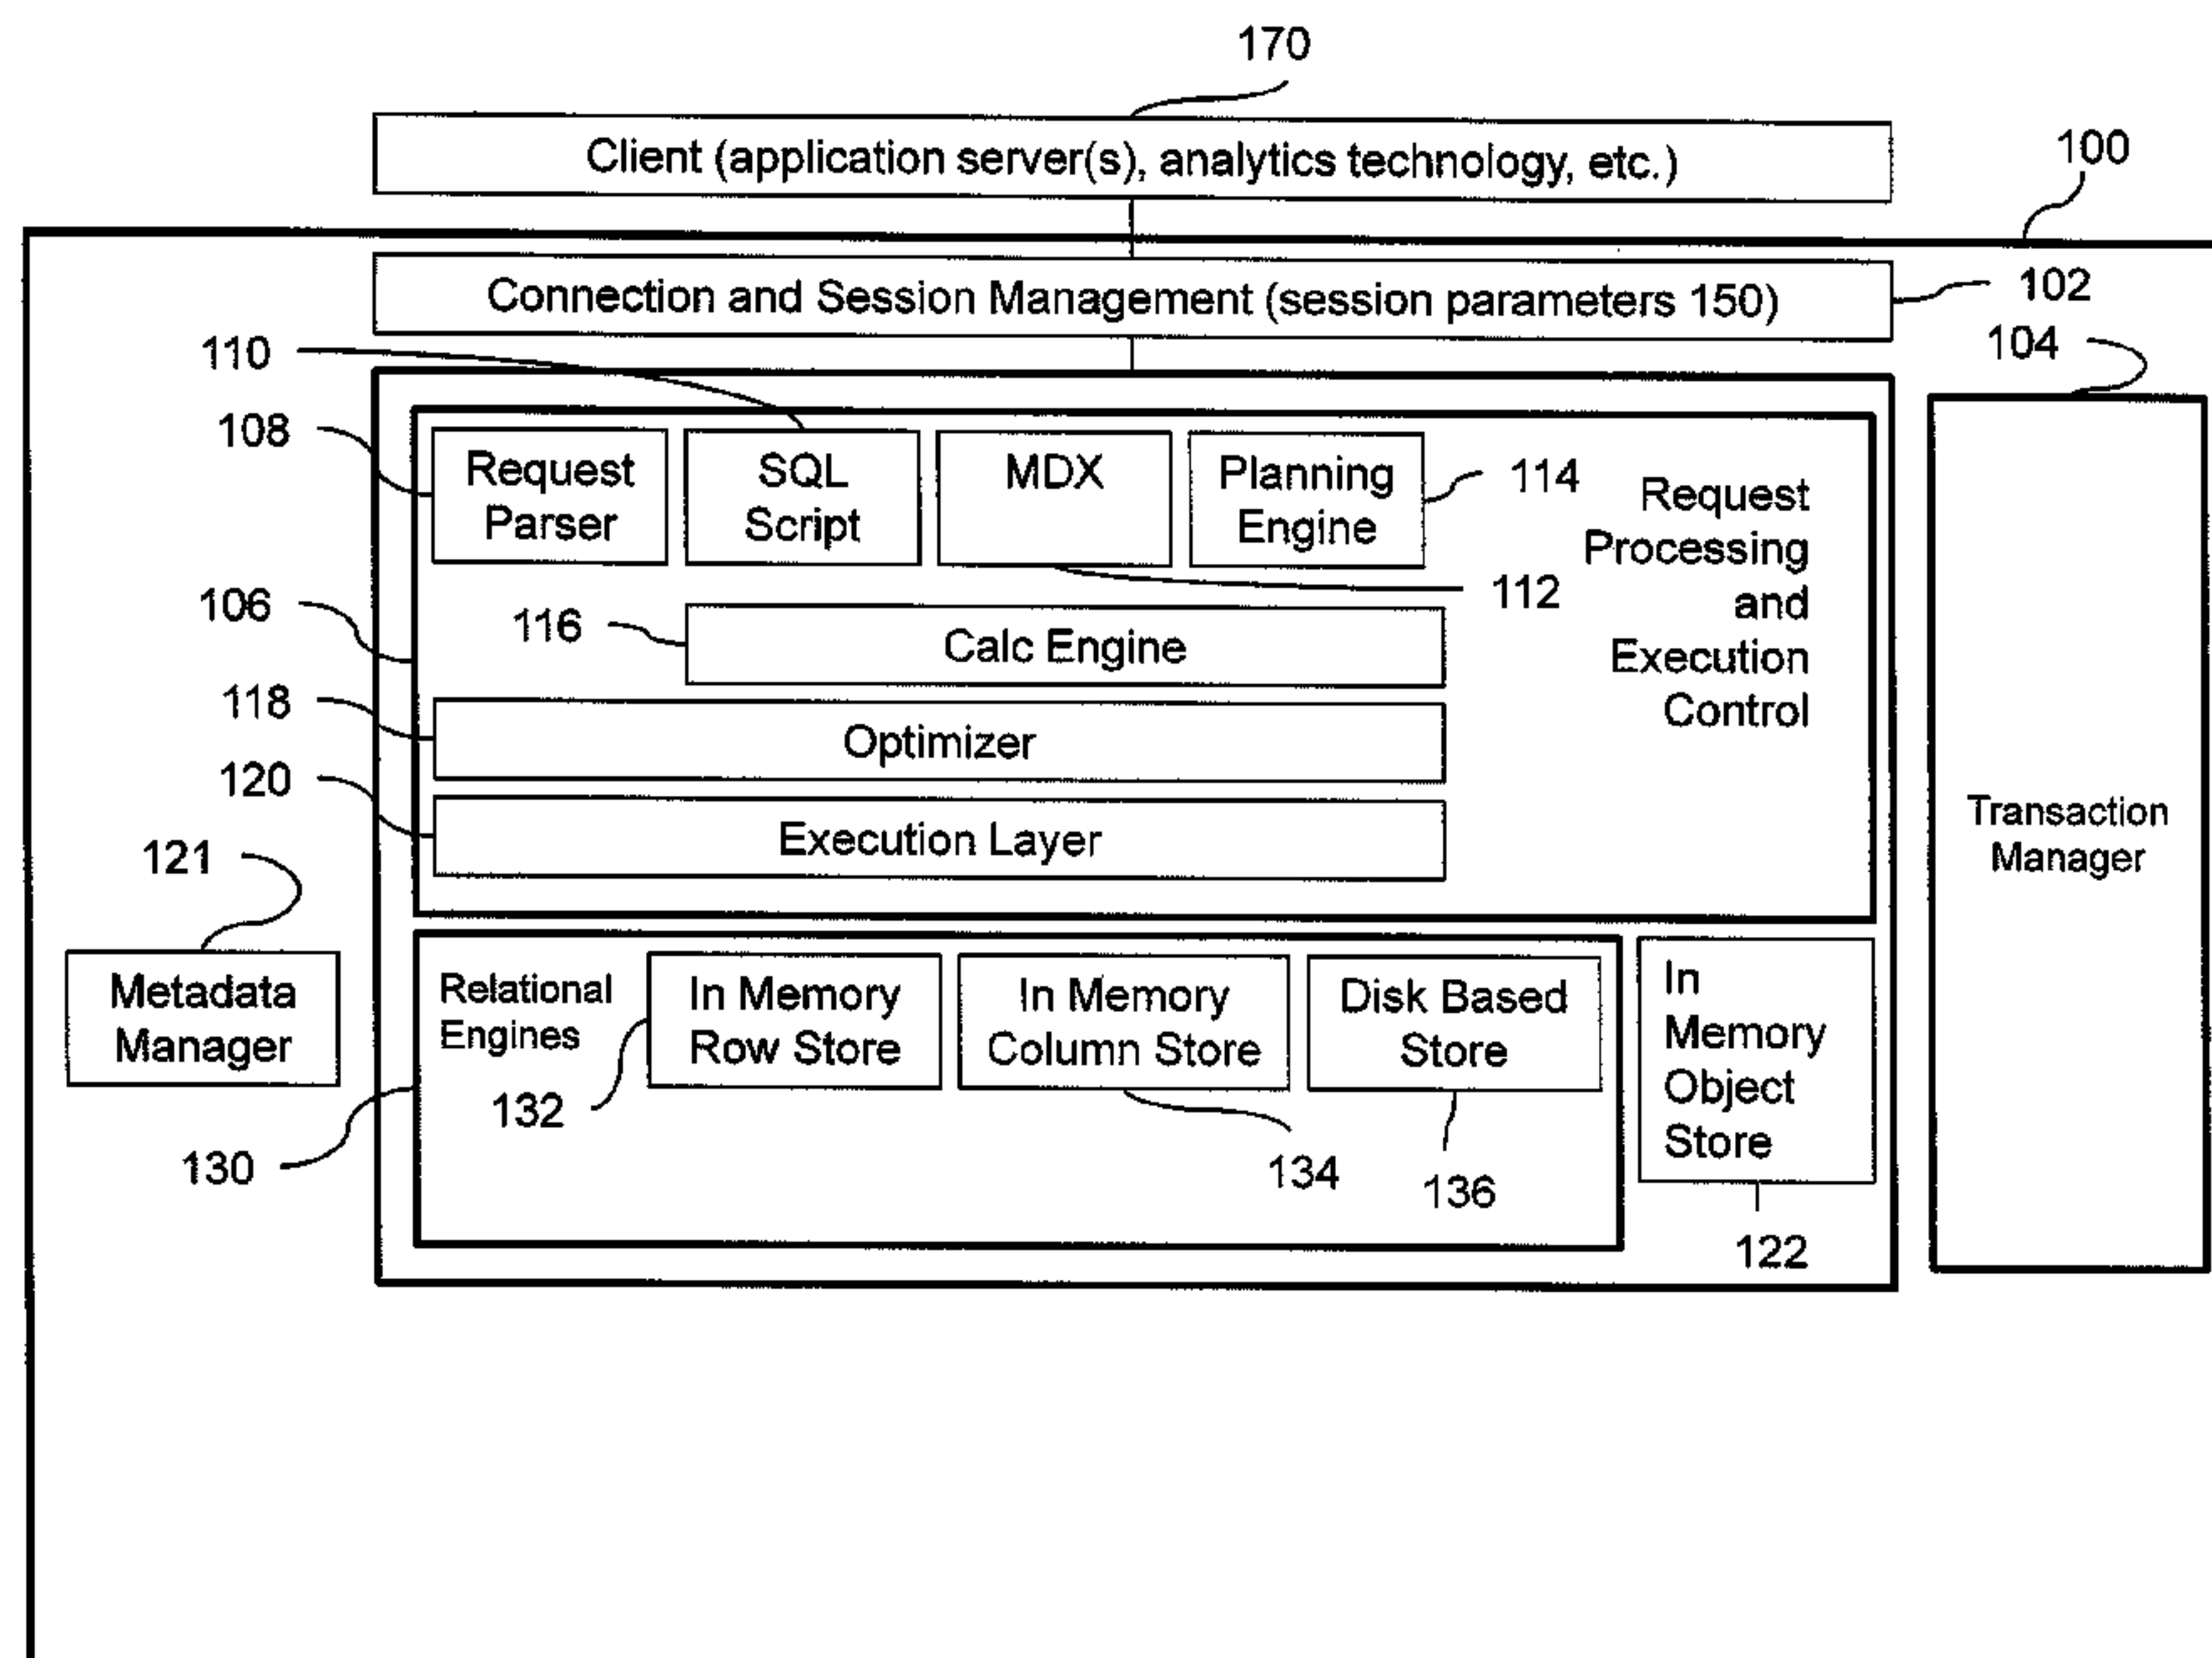 170
Client (application server(s), analytics technology, etc.)
100
Connection and Session Management (session parameters 150)
102
110
104
108
Request
Parser
SQL
Script
MDX
Planning
Engine
114
Request
Processing
and
Execution
Control
112
106
116
Calc Engine
118
Optimizer
120
Execution Layer
Transaction
Manager
121
Metadata
Manager
Relational
Engines
In Memory
Row Store
In Memory
Column Store
Disk Based
Store
In
Memory
Object
Store
132
130
134
136
122